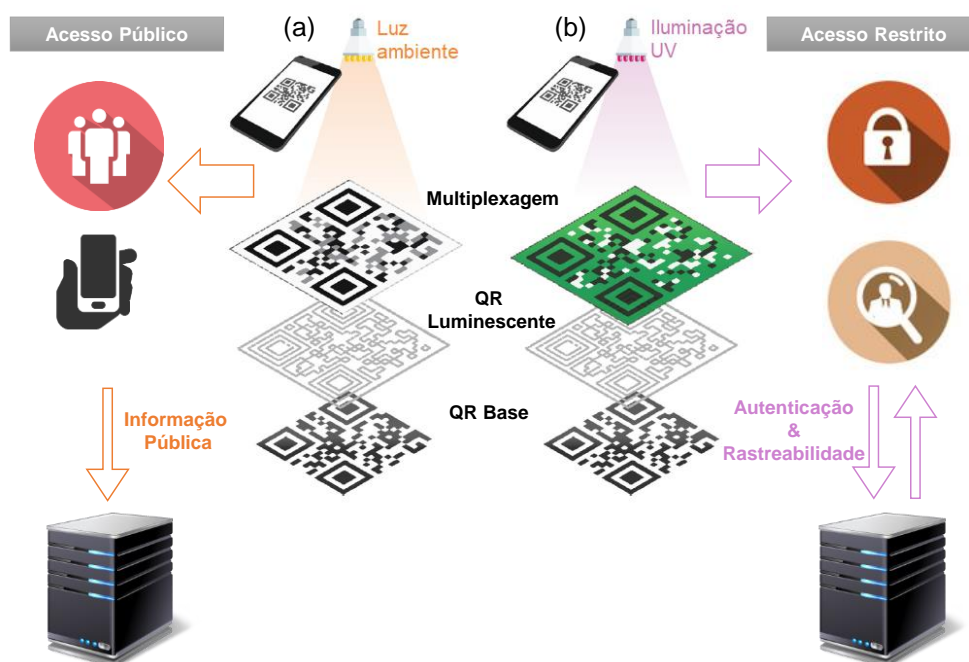 Acesso Público
(a)
Luz
ambiente
(b)
Iluminação
UV
Acesso Restrito
Multiplexagem
QR
Luminescente
QR Base
Informação
Pública
Autenticação
&
Rastreabilidade